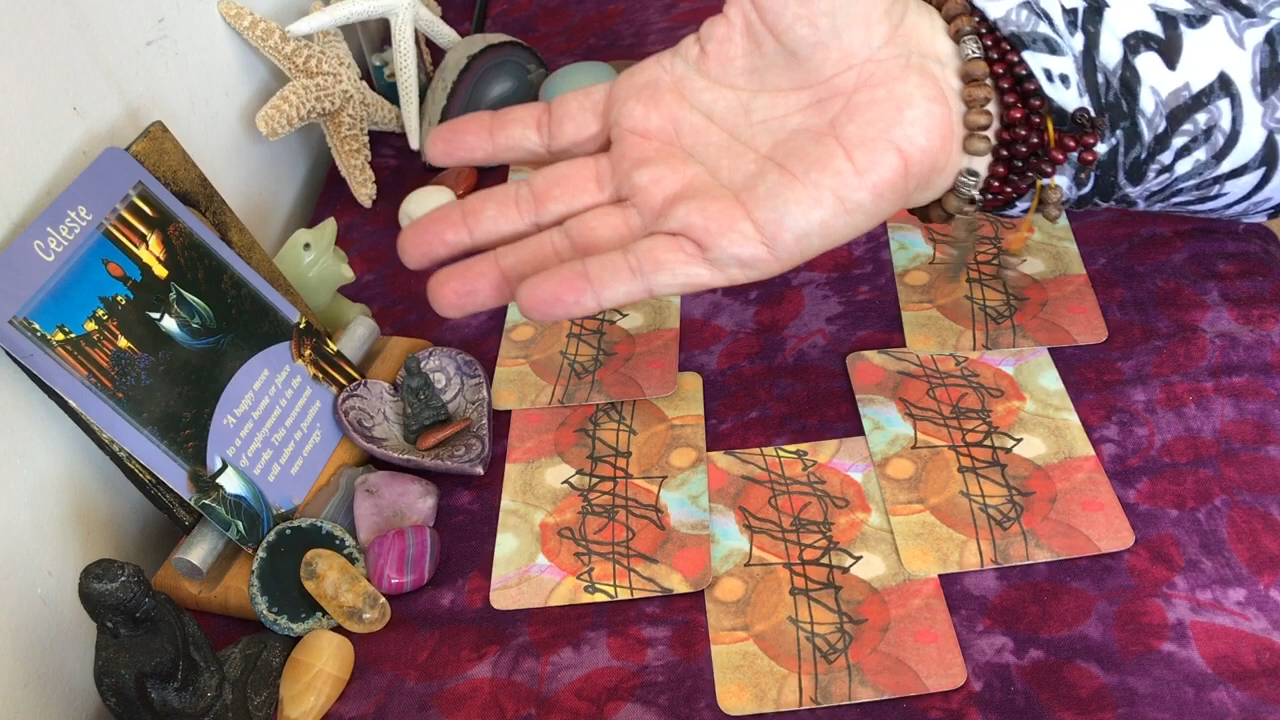 Celeste
"A happy move
to a new home or place
of employment is in the
works. This movement
will usher in positive
new energy."